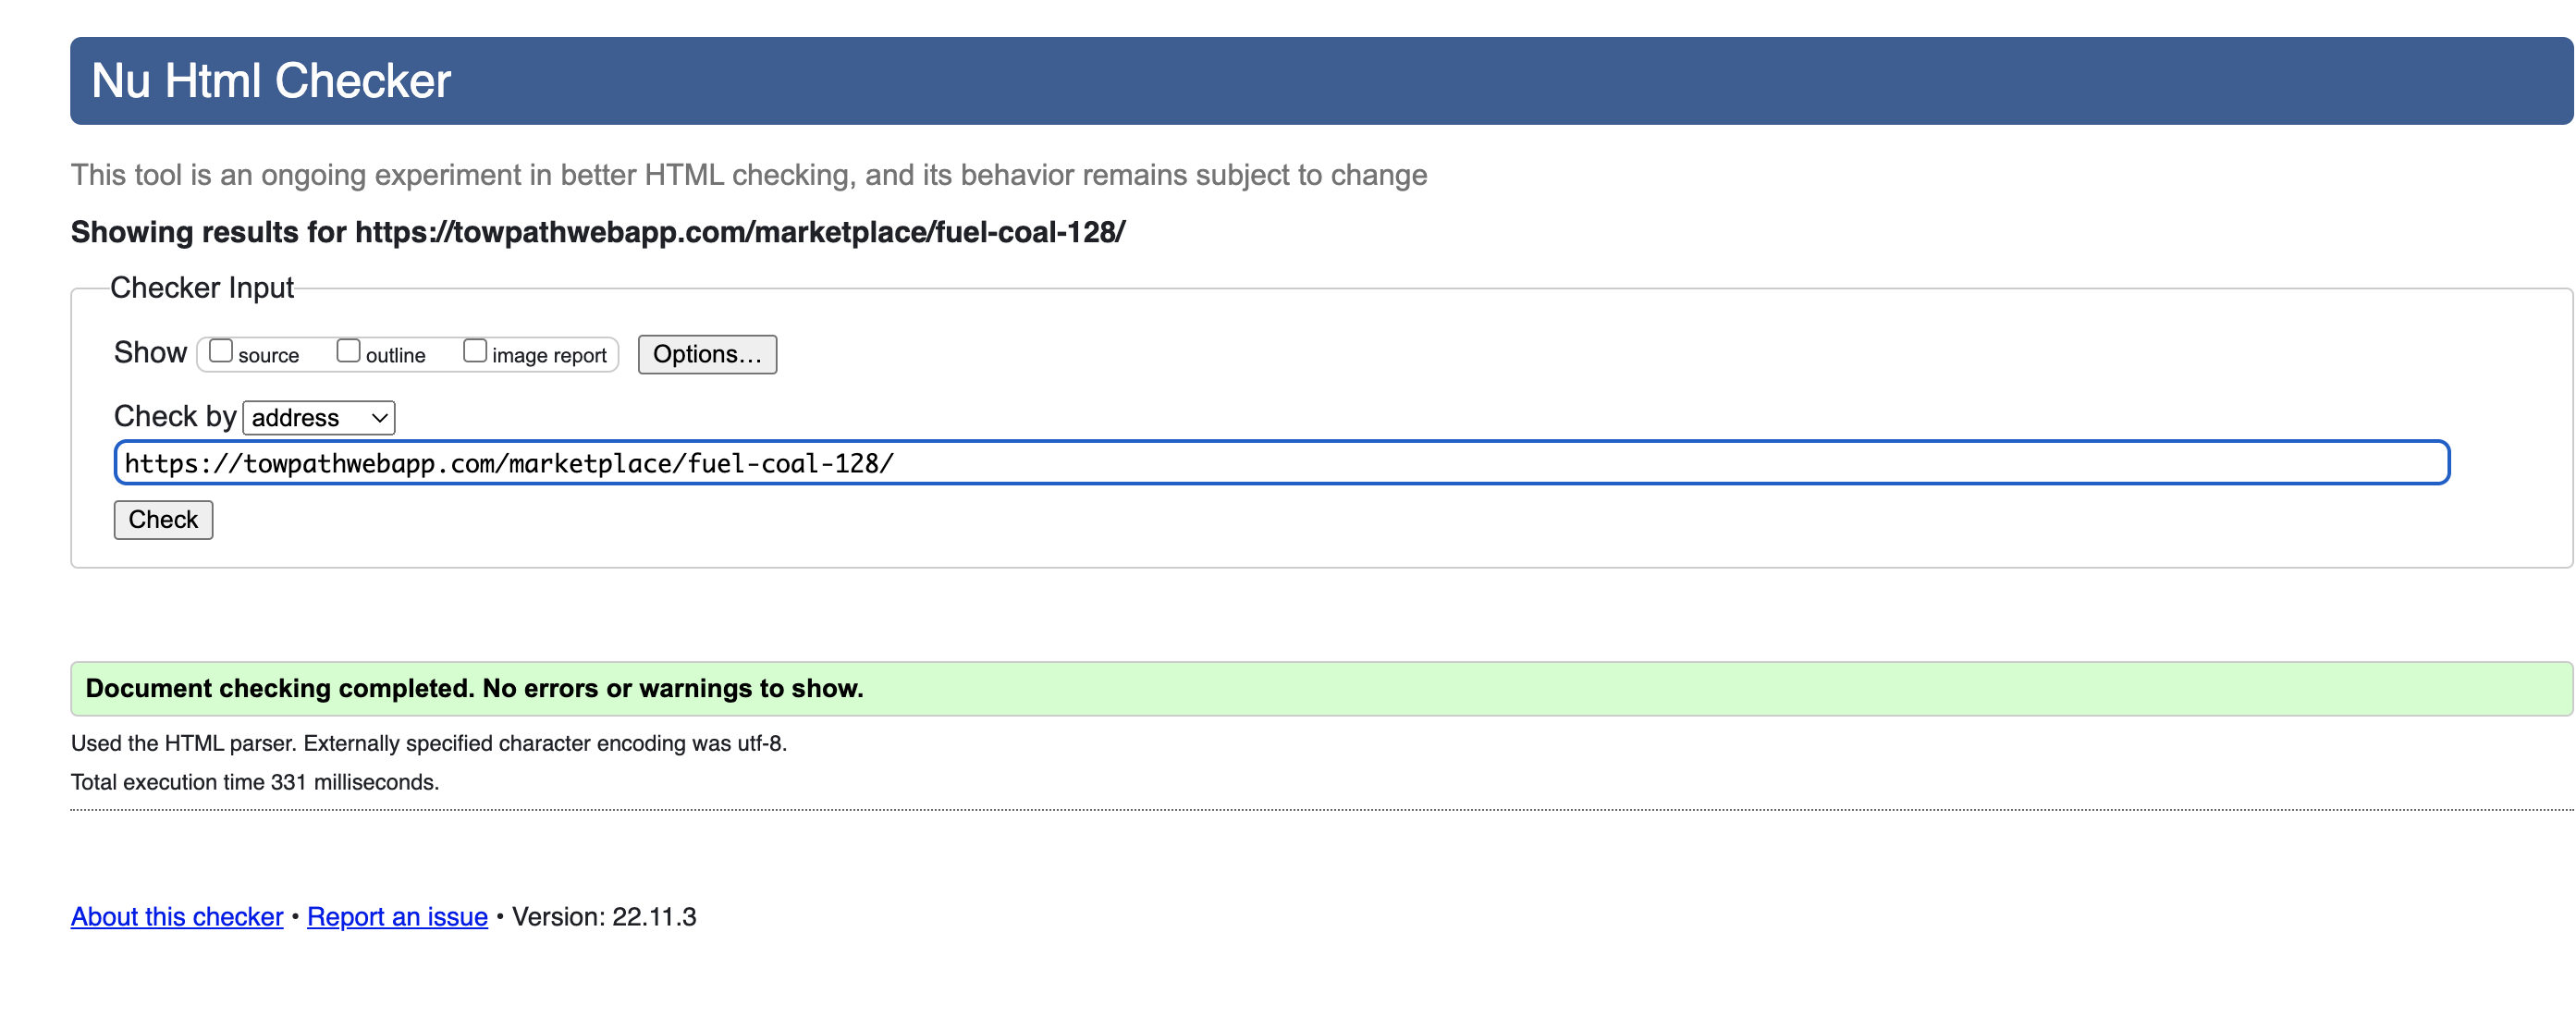 Nu Html Checker
This tool is an ongoing experiment in better HTML checking, and its behavior remains subject to change
Showing results for https://towpathwebapp.com/marketplace/fuel-coal-128/
Checker Input
Show source outline image report Options...
Check by address
https://towpathwebapp.com/marketplace/fuel-coal-128/
Check
Document checking completed. No errors or warnings to show.
Used the HTML parser. Externally specified character encoding was utf-8.
Total execution time 331 milliseconds.
About this checker • Report an issue • Version: 22.11.3